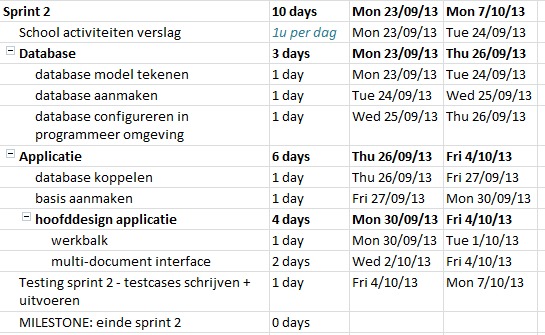 Sprint 2 10 days Mon 23/09/13 Mon 7/10/13
School activiteiten verslag 1u per dag Mon 23/09/13 Tue 24/09/13
Database 3 days Mon 23/09/13 Thu 26/09/13
database model tekenen 1 day Mon 23/09/13 Tue 24/09/13
database aanmaken 1 day Tue 24/09/13 Wed 25/09/13
database configureren in 1 day Wed 25/09/13 Thu 26/09/13
programmeer omgeving
Applicatie 6 days Thu 26/09/13 Fri 4/10/13
database koppelen 1 day Thu 26/09/13 Fri 27/09/13
basis aanmaken 1 day Fri 27/09/13 Mon 30/09/13
hoofddesign applicatie 4 days Mon 30/09/13 Fri 4/10/13
werkbalk 1 day Mon 30/09/13 Tue 1/10/13
multi-document interface 2 days Wed 2/10/13 Fri 4/10/13
Testing sprint 2 - testcases schrijven + 1 day Fri 4/10/13 Mon 7/10/13
uitvoeren
MILESTONE: einde sprint 2 0 days